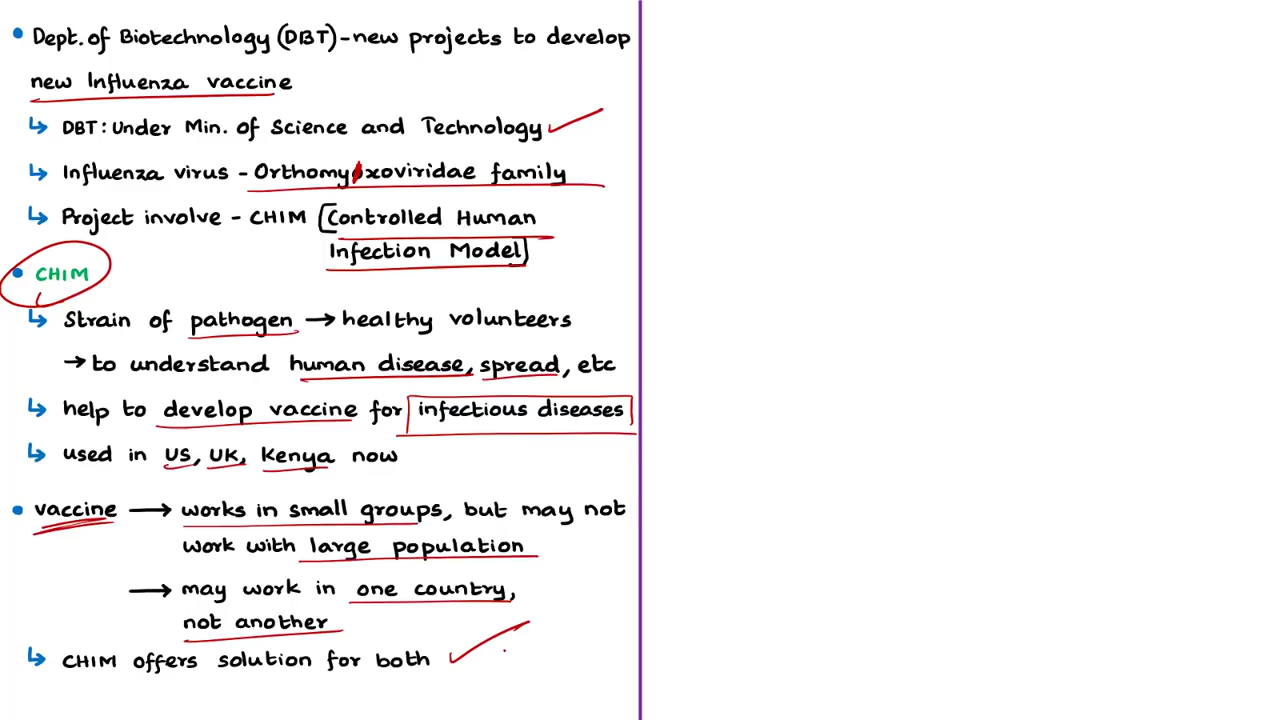 • Dept. of Biotechnology (DBT) - new projects to develop
new Influenza vaccine
↳ DBT: Under Min. of Science and Technology
↳ Influenza virus - Orthomyxoviridae family
↳ Project involve - CHIM [Controlled Human
Infection Model]
• CHIM
↳ Strain of pathogen → healthy volunteers
→ to understand human disease, spread, etc
↳ help to develop vaccine for infectious diseases
↳ used in US, UK, Kenya now
• vaccine → works in small groups, but may not
work with large population
→ may work in one country,
not another
↳ CHIM offers solution for both